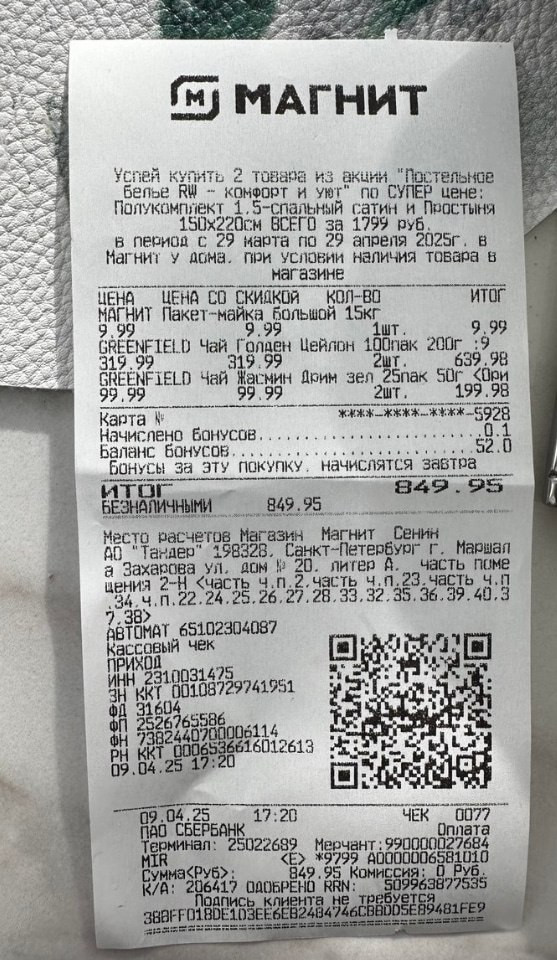 МАГНИТ
Успей купить 2 товара из акции "Постельное
белье RW - комфорт и уют" по СУПЕР цене:
Полукомплект 1.5-спальный сатин и Простыня
150х220см ВСЕГО за 1799 руб.
в период с 29 марта по 29 апреля 2025г. в
Магнит у дома. при условии наличия товара в
магазине
ЦЕНА ЦЕНА СО СКИДКОЙ КОЛ-ВО ИТОГ
МАГНИТ Пакет-майка большой 15кг
9.99 9.99 1шт. 9.99
GREENFIELD Чай Голден Цейлон 100пак 200г :9
319.99 319.99 2шт. 639.98
GREENFIELD Чай Жасмин Дрим зел 25пак 50г <Ори
99.99 99.99 2шт. 199.98
Карта № ****-****-****-5928
Начислено бонусов 0.1
Баланс бонусов 52.0
Бонусы за эту покупку. начислятся завтра
ИТОГ 849.95
БЕЗНАЛИЧНЫМИ 849.95
Место расчетов Магазин Магнит Сенин
АО "Тандер" 198328. Санкт-Петербург г. Маршал
а Захарова ул. дом № 20. литер А. часть поме
щения 2-Н <часть ч.п.2.часть ч.п.23.часть ч.п
.34.ч.п.22.24.25.26.27.28.33.32.35.36.39.40.3
7.38>
АВТОМАТ 65102304087
Кассовый чек
ПРИХОД
ИНН 2310031475
ЗН ККТ 00108729741951
ФД 31604
ФП 2526765586
ФН 7382440700006114
РН ККТ 0006536616012613
09.04.25 17:20
09.04.25 17:20 ЧЕК 0077
ПАО СБЕРБАНК Оплата
Терминал: 25022689 Мерчант:990000027684
MIR <E> *9799 A0000006581010
Сумма<Руб>: 849.95 Комиссия: 0 Руб.
К/А: 206417 ОДОБРЕНО RRN: 509963877535
Подпись клиента не требуется
388FF01BDE1D3EE6EB2484746CBBDD5E89481FE9